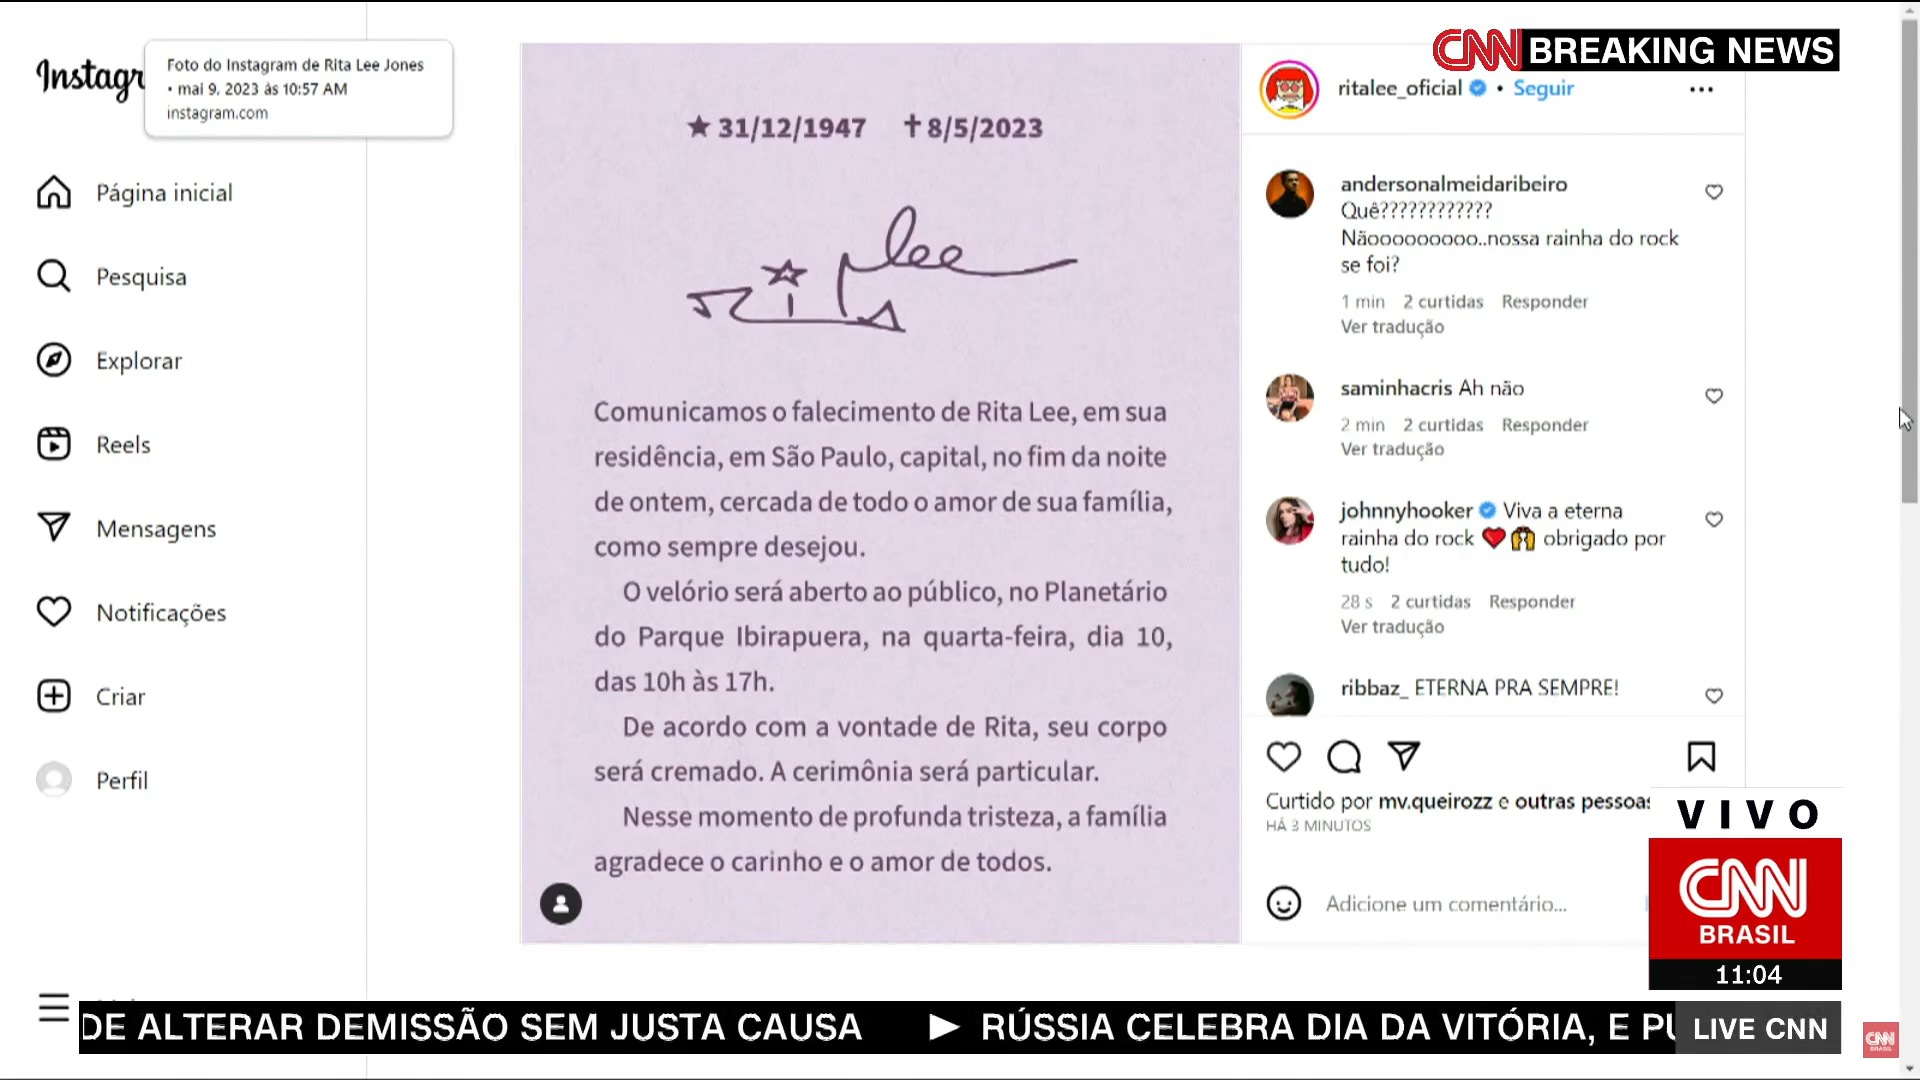 Instagr
Foto do Instagram de Rita Lee Jones
• mai 9, 2023 ás 10:57 AM
instagram.com
Página inicial
Pesquisa
Explorar
Reels
Mensagens
Notificações
Criar
Perfil
★ 31/12/1947 ✝ 8/5/2023
rita lee
Comunicamos o falecimento de Rita Lee, em sua
residência, em São Paulo, capital, no fim da noite
de ontem, cercada de todo o amor de sua família,
como sempre desejou.
O velório será aberto ao público, no Planetário
do Parque Ibirapuera, na quarta-feira, dia 10,
das 10h às 17h.
De acordo com a vontade de Rita, seu corpo
será cremado. A cerimônia será particular.
Nesse momento de profunda tristeza, a família
agradece o carinho e o amor de todos.
CNN BREAKING NEWS
ritalee_oficial • Seguir
andersonalmeidaribeiro
Quê????????????
Nãooooooooo..nossa rainha do rock
se foi?
1 min 2 curtidas Responder
Ver tradução
saminhacris Ah não
2 min 2 curtidas Responder
Ver tradução
johnnyhooker Viva a eterna
rainha do rock ❤️🙌 obrigado por
tudo!
28 s 2 curtidas Responder
Ver tradução
ribbaz_ ETERNA PRA SEMPRE!
Curtido por mv.queirozz e outras pessoas
HÁ 3 MINUTOS
Adicione um comentário...
VIVO
CNN
BRASIL
11:04
DE ALTERAR DEMISSÃO SEM JUSTA CAUSA ▶ RÚSSIA CELEBRA DIA DA VITÓRIA, E PU
LIVE CNN
CNN
BRASIL